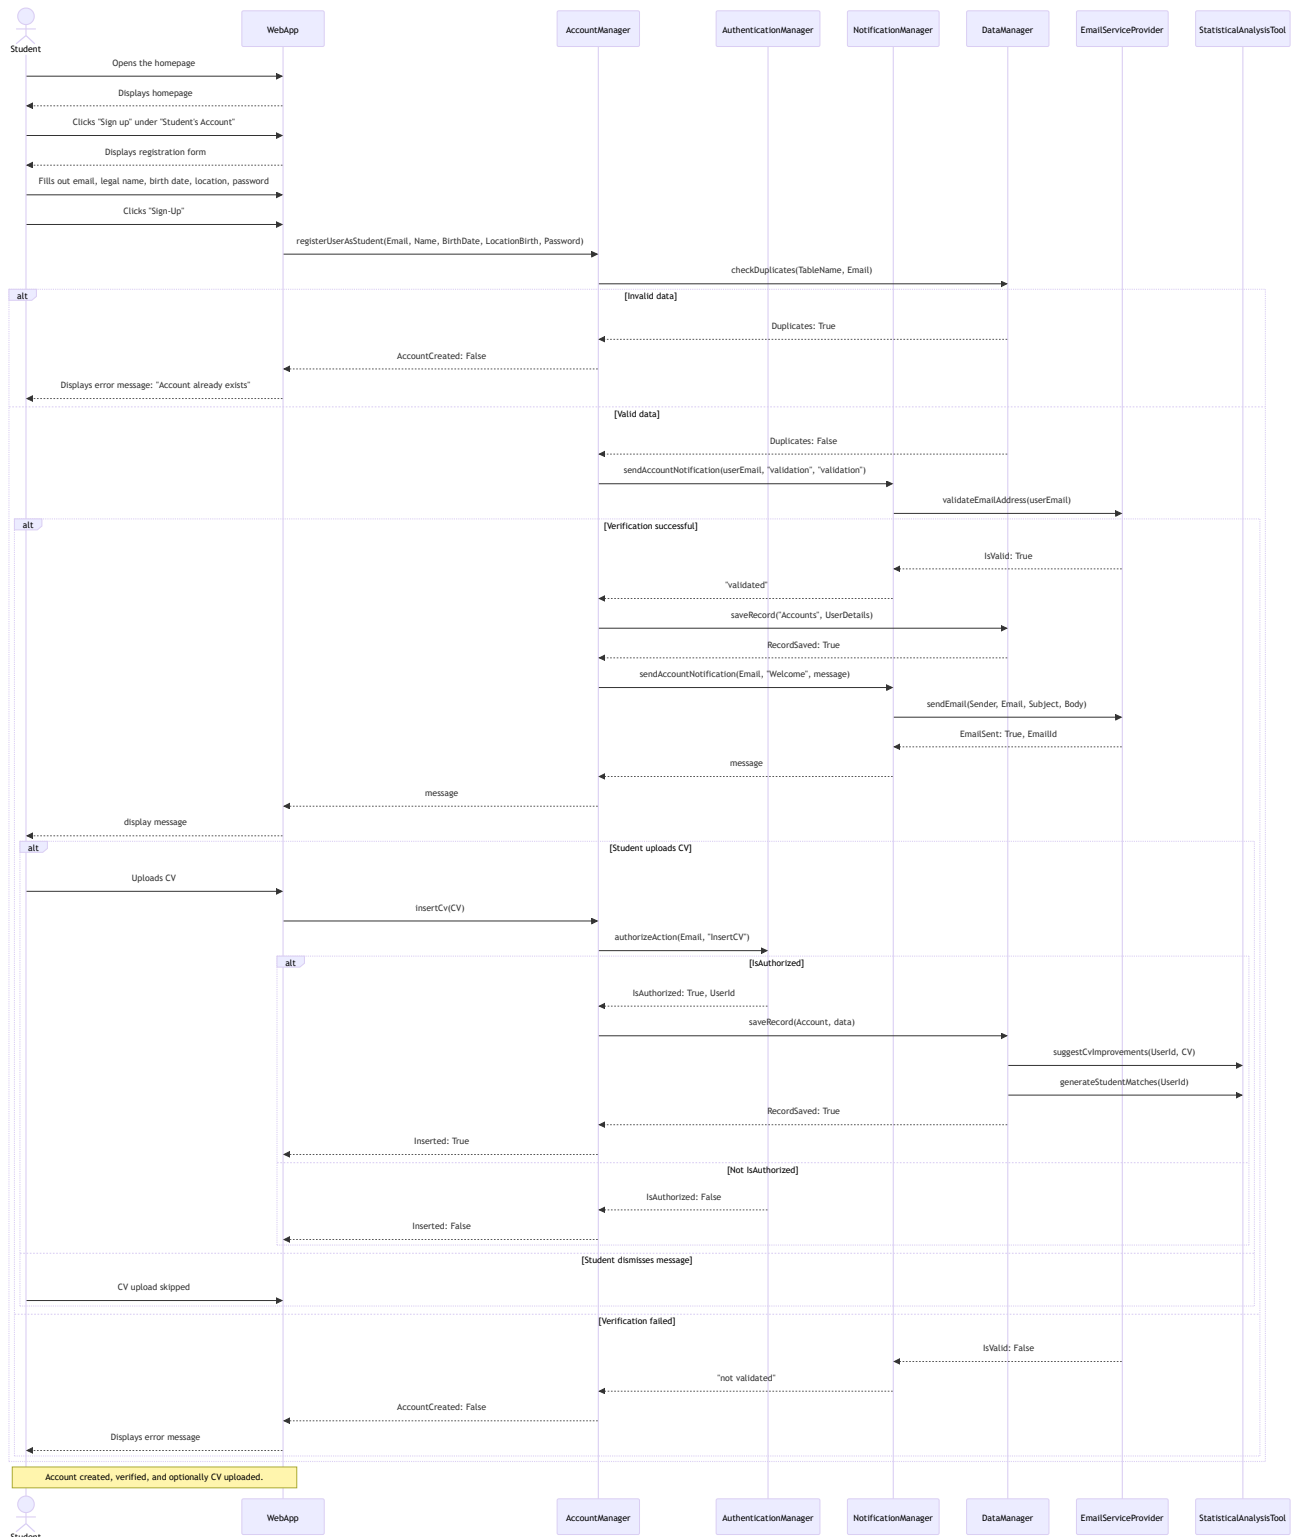 Student
WebApp
AccountManager
AuthenticationManager
NotificationManager
DataManager
EmailServiceProvider
StatisticalAnalysisTool
Opens the homepage
Displays homepage
Clicks "Sign up" under "Student's Account"
Displays registration form
Fills out email, legal name, birth date, location, password
Clicks "Sign-Up"
registerUserAsStudent(Email, Name, BirthDate, LocationBirth, Password)
checkDuplicates(TableName, Email)
alt
[Invalid data]
Duplicates: True
AccountCreated: False
Displays error message: "Account already exists"
[Valid data]
Duplicates: False
sendAccountNotification(userEmail, "validation", "validation")
validateEmailAddress(userEmail)
alt
[Verification successful]
IsValid: True
"validated"
saveRecord("Accounts", UserDetails)
RecordSaved: True
sendAccountNotification(Email, "Welcome", message)
sendEmail(Sender, Email, Subject, Body)
EmailSent: True, EmailId
message
message
display message
alt
[Student uploads CV]
Uploads CV
insertCv(CV)
authorizeAction(Email, "InsertCV")
alt
[IsAuthorized]
IsAuthorized: True, UserId
saveRecord(Account, data)
suggestCvImprovements(UserId, CV)
generateStudentMatches(UserId)
RecordSaved: True
Inserted: True
[Not IsAuthorized]
IsAuthorized: False
Inserted: False
[Student dismisses message]
CV upload skipped
[Verification failed]
IsValid: False
"not validated"
AccountCreated: False
Displays error message
Account created, verified, and optionally CV uploaded.
Student
WebApp
AccountManager
AuthenticationManager
NotificationManager
DataManager
EmailServiceProvider
StatisticalAnalysisTool